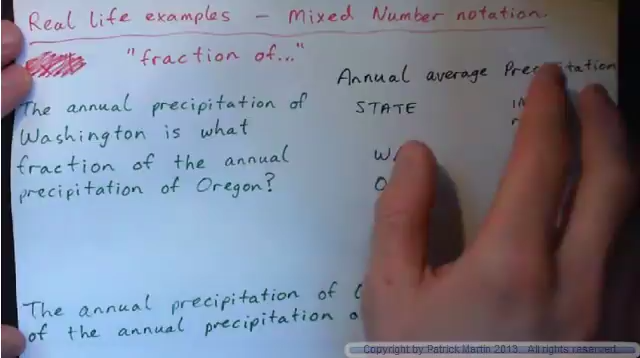 Real life examples - Mixed Number notation.
"fraction of..."
Annual average Precipitation
The annual precipitation of
STATE
Washington is what
fraction of the annual
precipitation of Oregon?
The annual precipitation of
of the annual precipitation
Copyright by Patrick Martin 2013. All rights reserved.